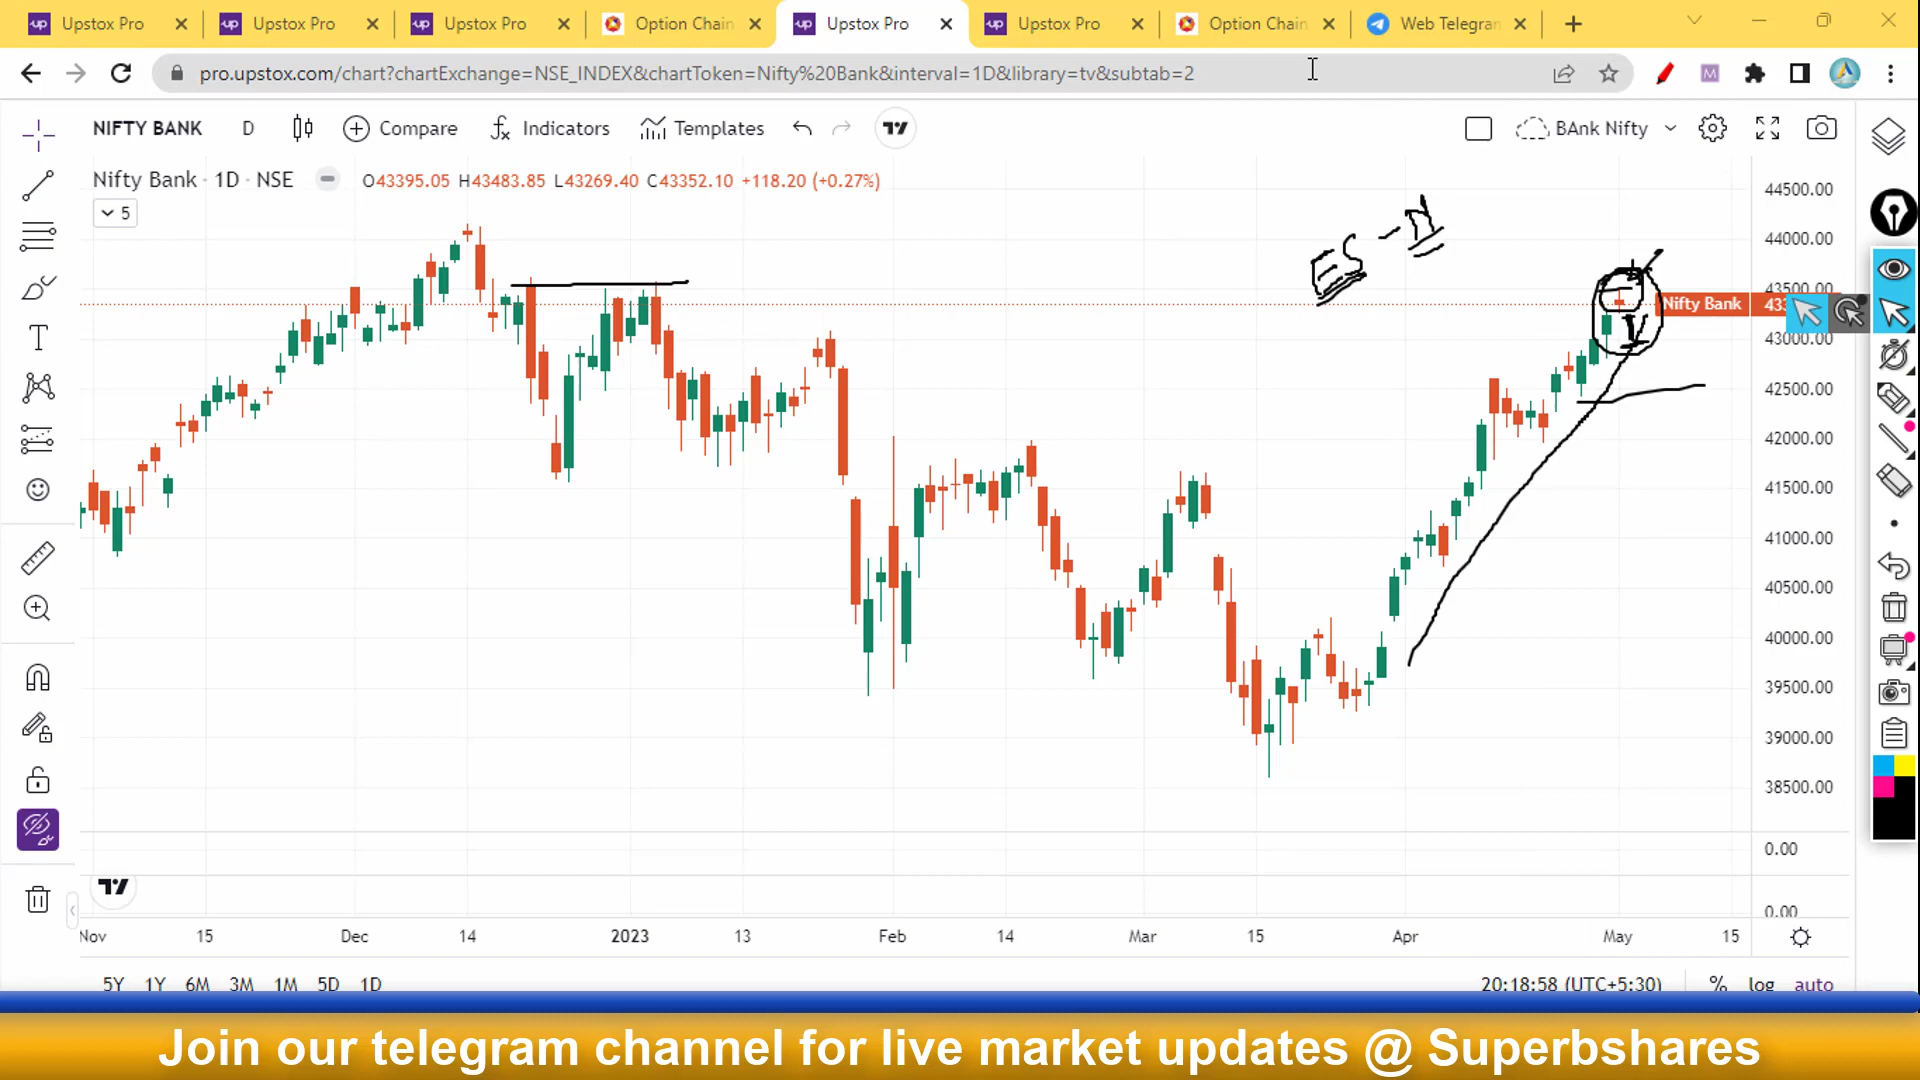 Upstox Pro
Upstox Pro
Upstox Pro
Option Chain
Upstox Pro
Upstox Pro
Option Chain
Web Telegram
pro.upstox.com/chart?chartExchange=NSE_INDEX&chartToken=Nifty%20Bank&interval=1D&library=tv&subtab=2
NIFTY BANK D Compare Indicators Templates BAnk Nifty
Nifty Bank · 1D · NSE O43395.05 H43483.85 L43269.40 C43352.10 +118.20 (+0.27%)
5
ES -
44500.00
44000.00
43500.00
Nifty Bank 433
43000.00
42500.00
42000.00
41500.00
41000.00
40500.00
40000.00
39500.00
39000.00
38500.00
0.00
0.00
Nov 15 Dec 14 2023 13 Feb 14 Mar 15 Apr May 15
5Y 1Y 6M 3M 1M 5D 1D 20:18:58 (UTC+5:30) % log auto
Join our telegram channel for live market updates @ Superbshares